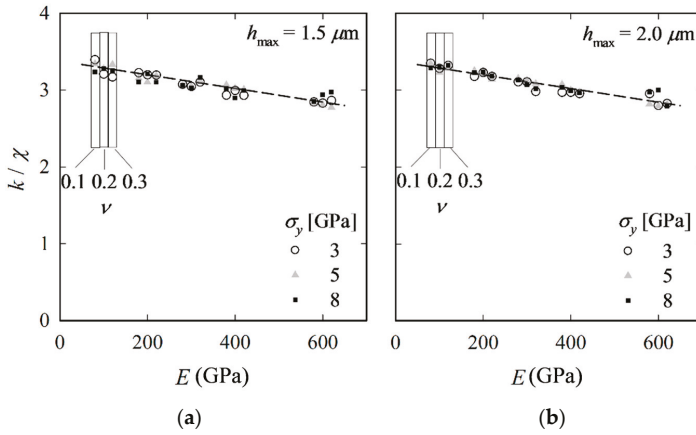 h_max = 1.5 μm
4
3
2
1
0
k / χ
0.1 0.2 0.3
ν
σ_y [GPa]
3
5
8
0 200 400 600
E (GPa)
(a)
h_max = 2.0 μm
0.1 0.2 0.3
ν
σ_y [GPa]
3
5
8
0 200 400 600
E (GPa)
(b)